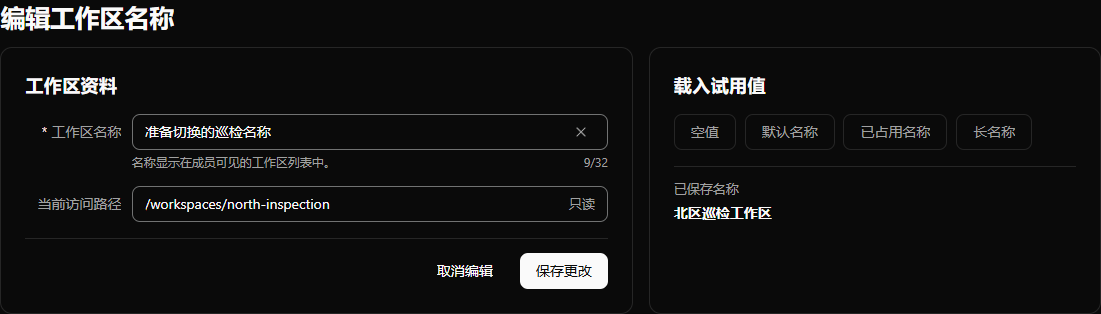 编辑工作区名称
工作区资料
* 工作区名称 准备切换的巡检名称
名称显示在成员可见的工作区列表中。 9/32
当前访问路径 /workspaces/north-inspection 只读
取消编辑 保存更改
载入试用值
空值 默认名称 已占用名称 长名称
已保存名称
北区巡检工作区